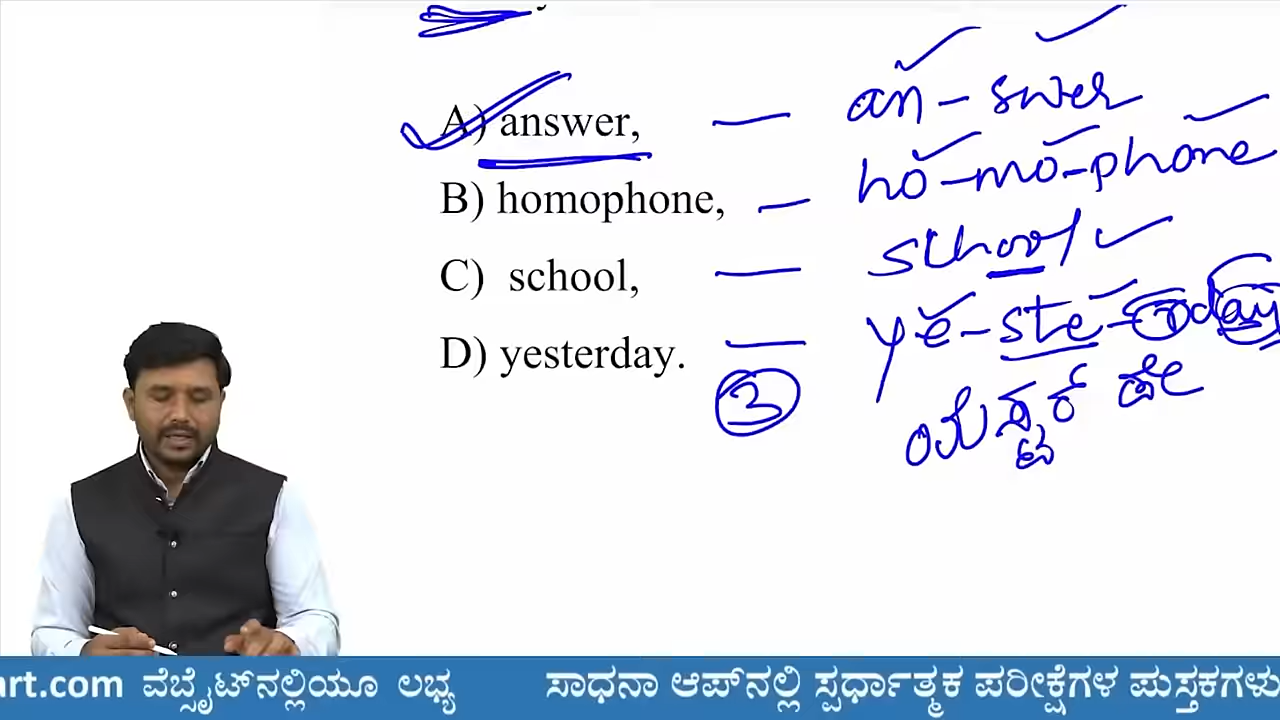 A) answer, — an - swer
B) homophone, — ho - mo - phone
C) school, — school
D) yesterday. — ye - ste - rday
3 ಯೆಸ್ಟರ್ ಡೇ
art.com ವೆಬ್ಸೈಟ್‌ನಲ್ಲಿಯೂ ಲಭ್ಯ ಸಾಧನಾ ಆಪ್‌ನಲ್ಲಿ ಸ್ಪರ್ಧಾತ್ಮಕ ಪರೀಕ್ಷೆಗಳ ಪುಸ್ತಕಗಳು